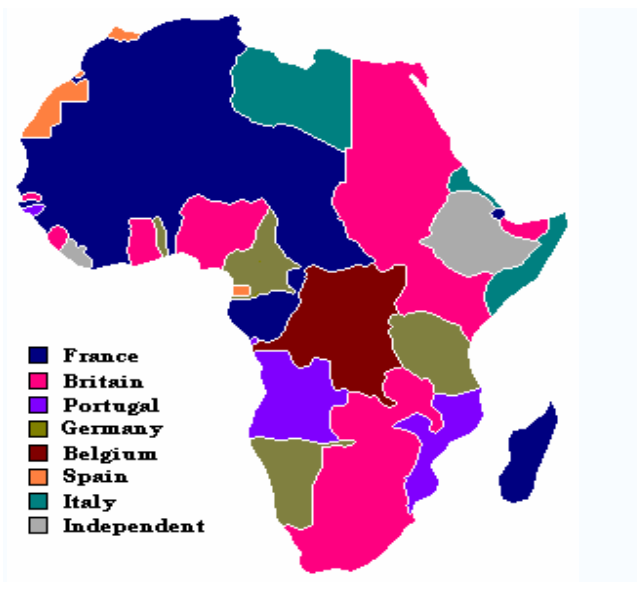 France
Britain
Portugal
Germany
Belgium
Spain
Italy
Independent